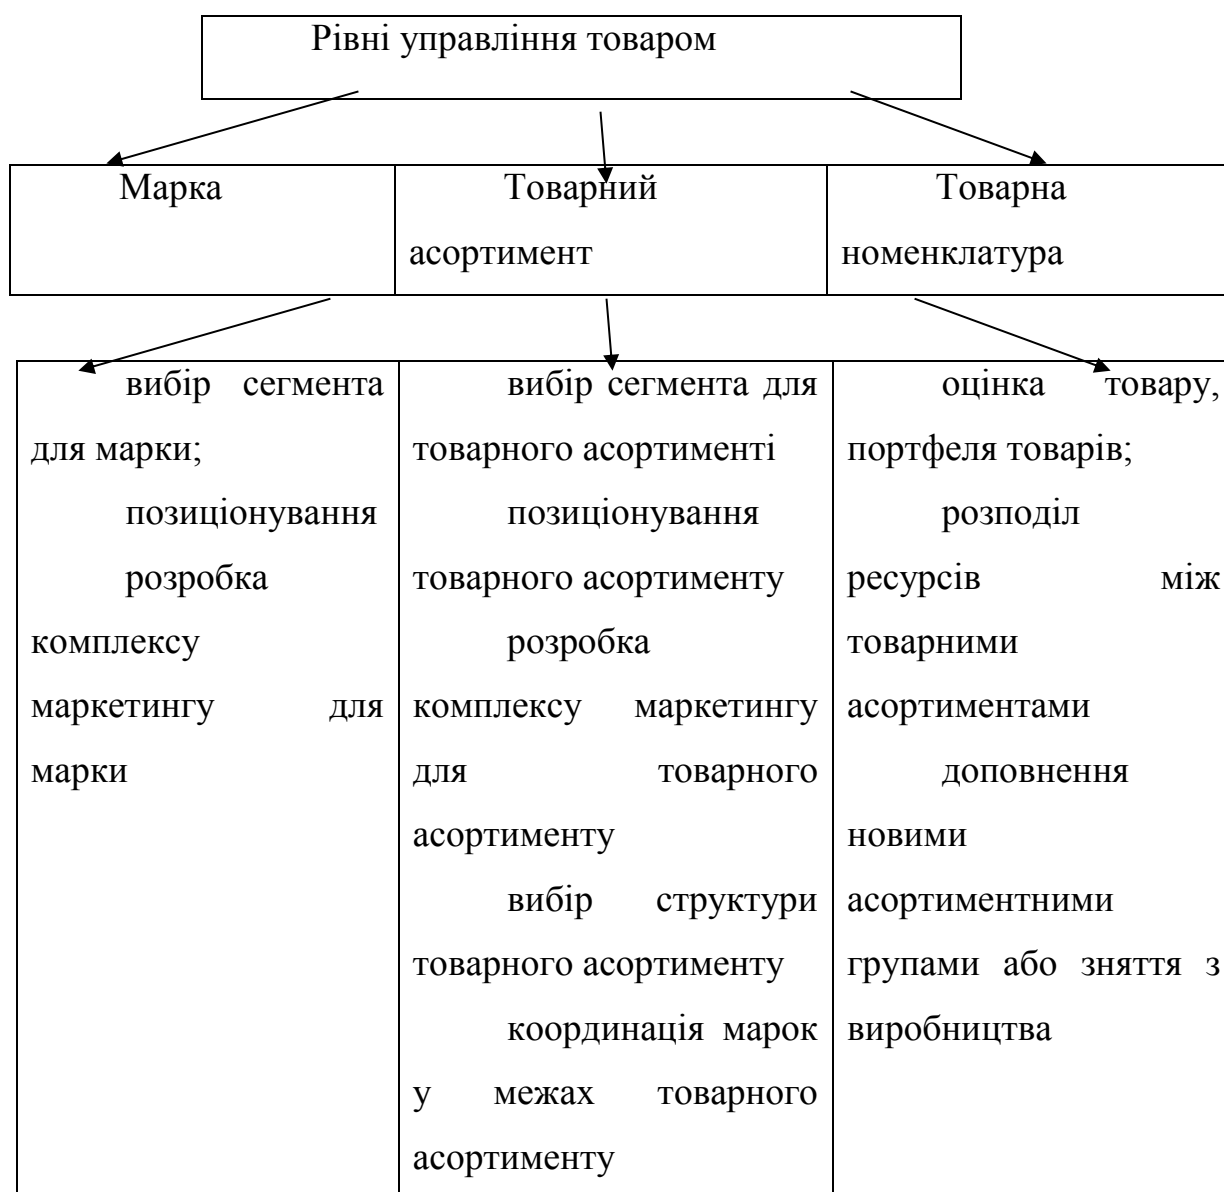 Рівні управління товаром
Марка
Товарний
асортимент
Товарна
номенклатура
вибір сегмента
для марки;
позиціонування
розробка
комплексу
маркетингу для
марки
вибір сегмента для
товарного асортименті
позиціонування
товарного асортименту
розробка
комплексу маркетингу
для товарного
асортименту
вибір структури
товарного асортименту
координація марок
у межах товарного
асортименту
оцінка товару,
портфеля товарів;
розподіл
ресурсів між
товарними
асортиментами
доповнення
новими
асортиментними
групами або зняття з
виробництва